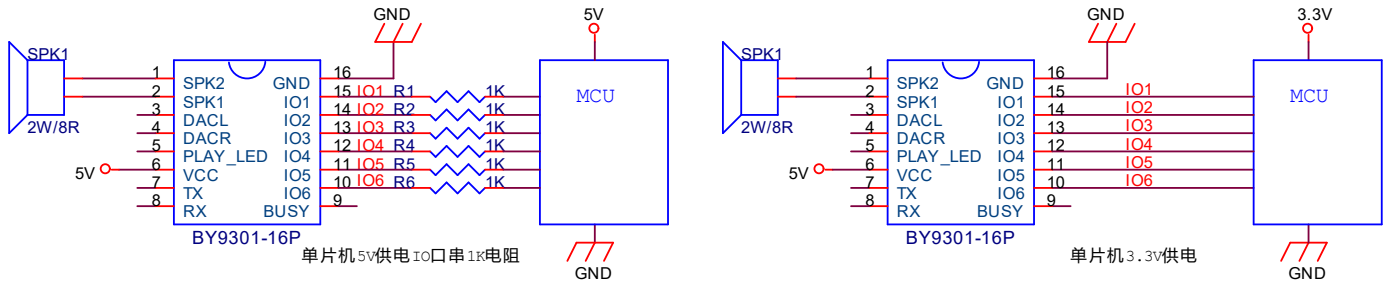 GND
5V
SPK1
1 SPK2 GND 16
2 SPK1 IO1 15 IO1 R1 1K MCU
2W/8R 3 DACL IO2 14 IO2 R2 1K
4 DACR IO3 13 IO3 R3 1K
5 PLAY_LED IO4 12 IO4 R4 1K
5V 6 VCC IO5 11 IO5 R5 1K
7 TX IO6 10 IO6 R6 1K
8 RX BUSY 9
BY9301-16P
单片机5V供电IO口串1K电阻
GND
GND
3.3V
SPK1
1 SPK2 GND 16
2 SPK1 IO1 15 IO1 MCU
2W/8R 3 DACL IO2 14 IO2
4 DACR IO3 13 IO3
5 PLAY_LED IO4 12 IO4
5V 6 VCC IO5 11 IO5
7 TX IO6 10 IO6
8 RX BUSY 9
BY9301-16P
单片机3.3V供电
GND